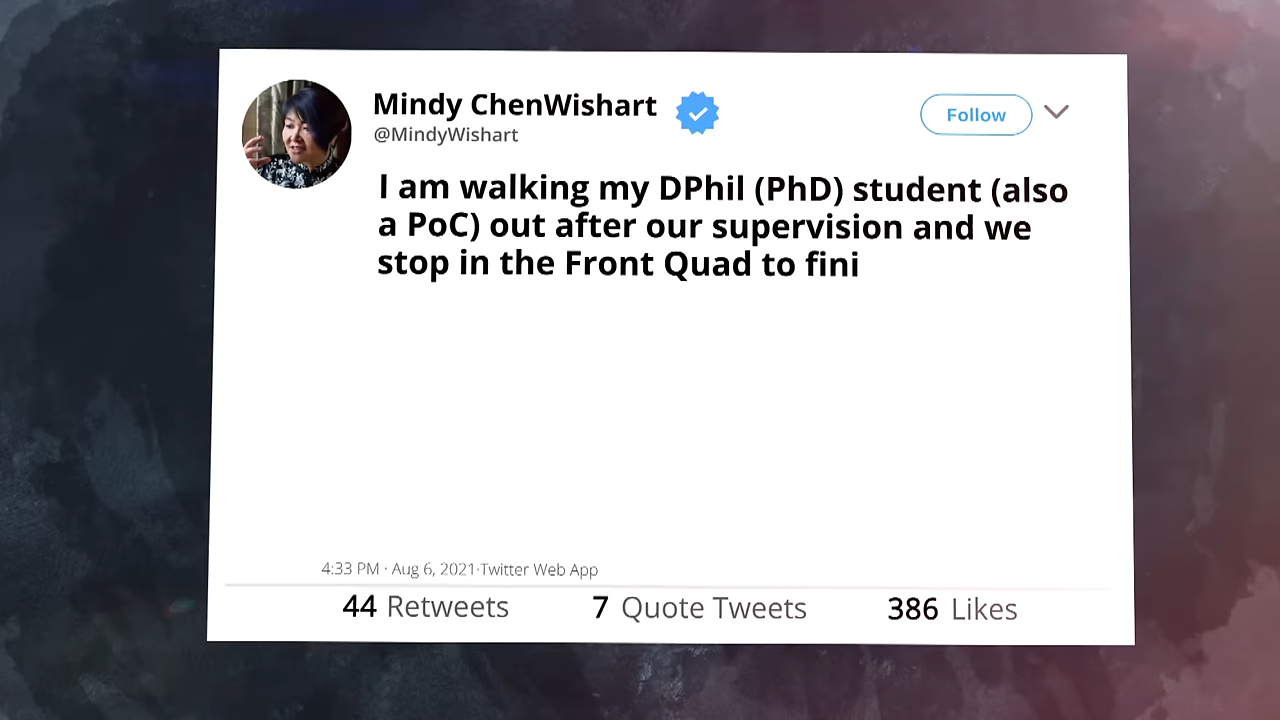 Mindy ChenWishart
@MindyWishart
Follow
I am walking my DPhil (PhD) student (also
a PoC) out after our supervision and we
stop in the Front Quad to fini
4:33 PM · Aug 6, 2021·Twitter Web App
44 Retweets 7 Quote Tweets 386 Likes